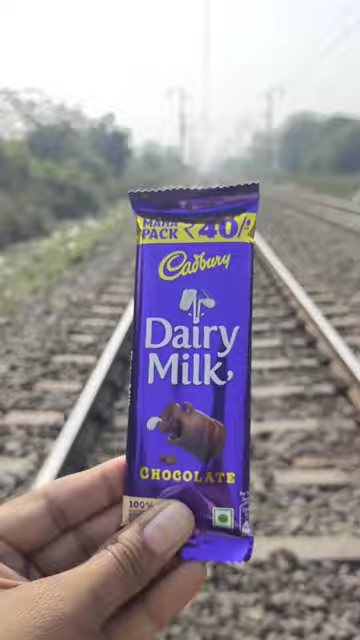 MAHA
PACK ₹40/-
Cadbury
Dairy
Milk
CHOCOLATE
100%